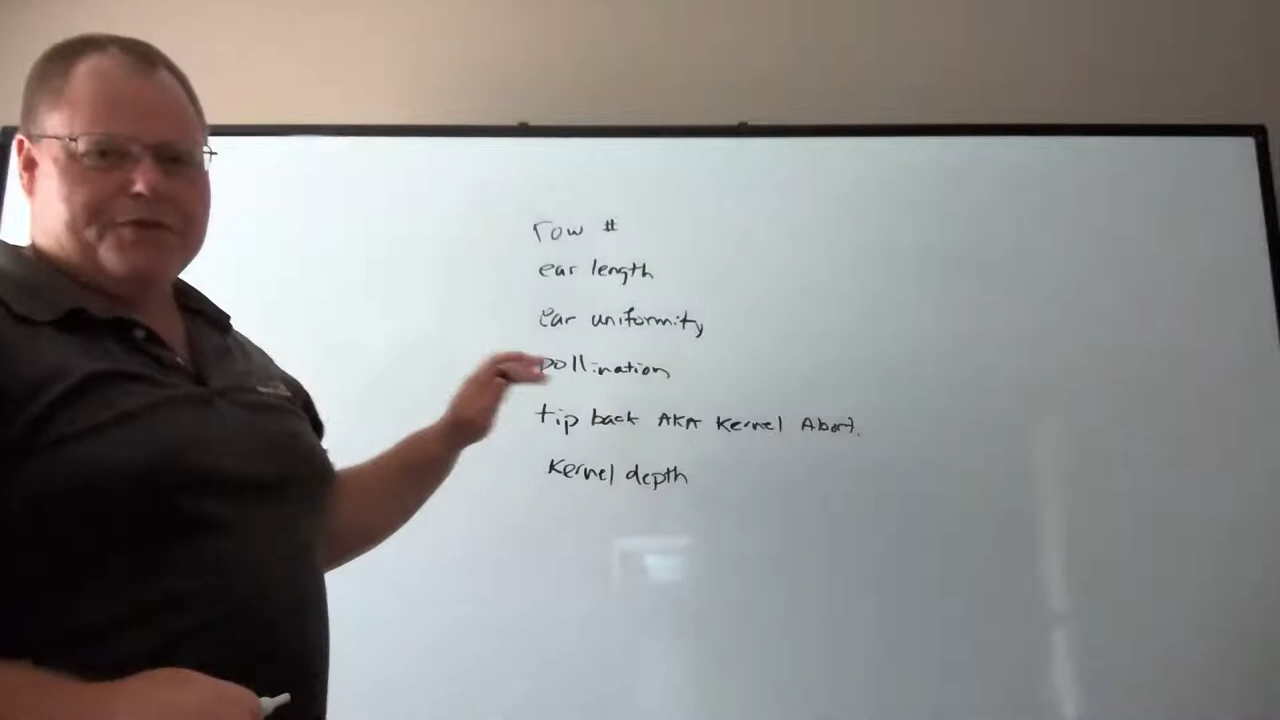 row #
ear length
ear uniformity
pollination
tip back AKA Kernel Abort.
Kernel depth